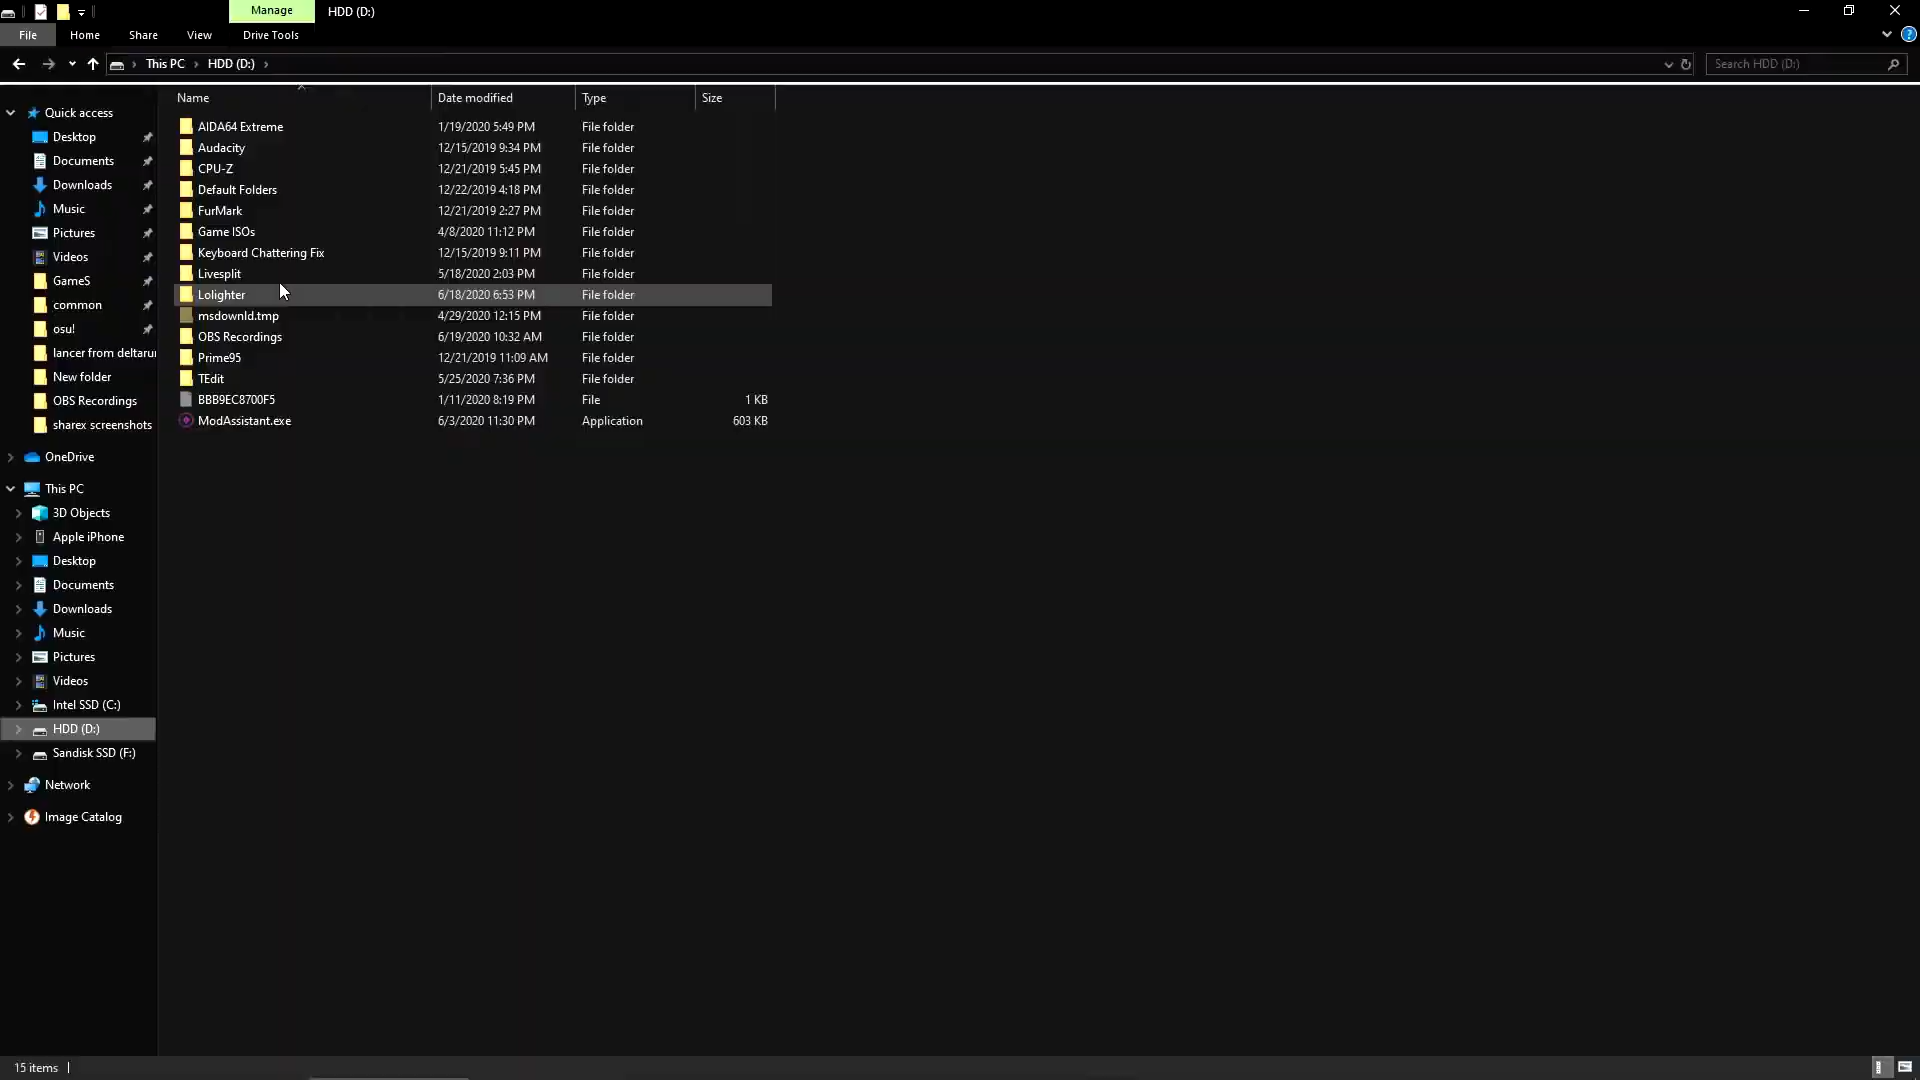 Manage
HDD (D:)
File
Home
Share
View
Drive Tools
This PC
HDD (D:)
Search HDD (D:)
Name
Date modified
Type
Size
Quick access
Desktop
Documents
Downloads
Music
Pictures
Videos
GameS
common
osu!
lancer from deltaru
New folder
OBS Recordings
sharex screenshots
OneDrive
This PC
3D Objects
Apple iPhone
Desktop
Documents
Downloads
Music
Pictures
Videos
Intel SSD (C:)
HDD (D:)
Sandisk SSD (F:)
Network
Image Catalog
AIDA64 Extreme 1/19/2020 5:49 PM File folder
Audacity 12/15/2019 9:34 PM File folder
CPU-Z 12/21/2019 5:45 PM File folder
Default Folders 12/22/2019 4:18 PM File folder
FurMark 12/21/2019 2:27 PM File folder
Game ISOs 4/8/2020 11:12 PM File folder
Keyboard Chattering Fix 12/15/2019 9:11 PM File folder
Livesplit 5/18/2020 2:03 PM File folder
Lolighter 6/18/2020 6:53 PM File folder
msdownld.tmp 4/29/2020 12:15 PM File folder
OBS Recordings 6/19/2020 10:32 AM File folder
Prime95 12/21/2019 11:09 AM File folder
TEdit 5/25/2020 7:36 PM File folder
BBB9EC8700F5 1/11/2020 8:19 PM File 1 KB
ModAssistant.exe 6/3/2020 11:30 PM Application 603 KB
15 items